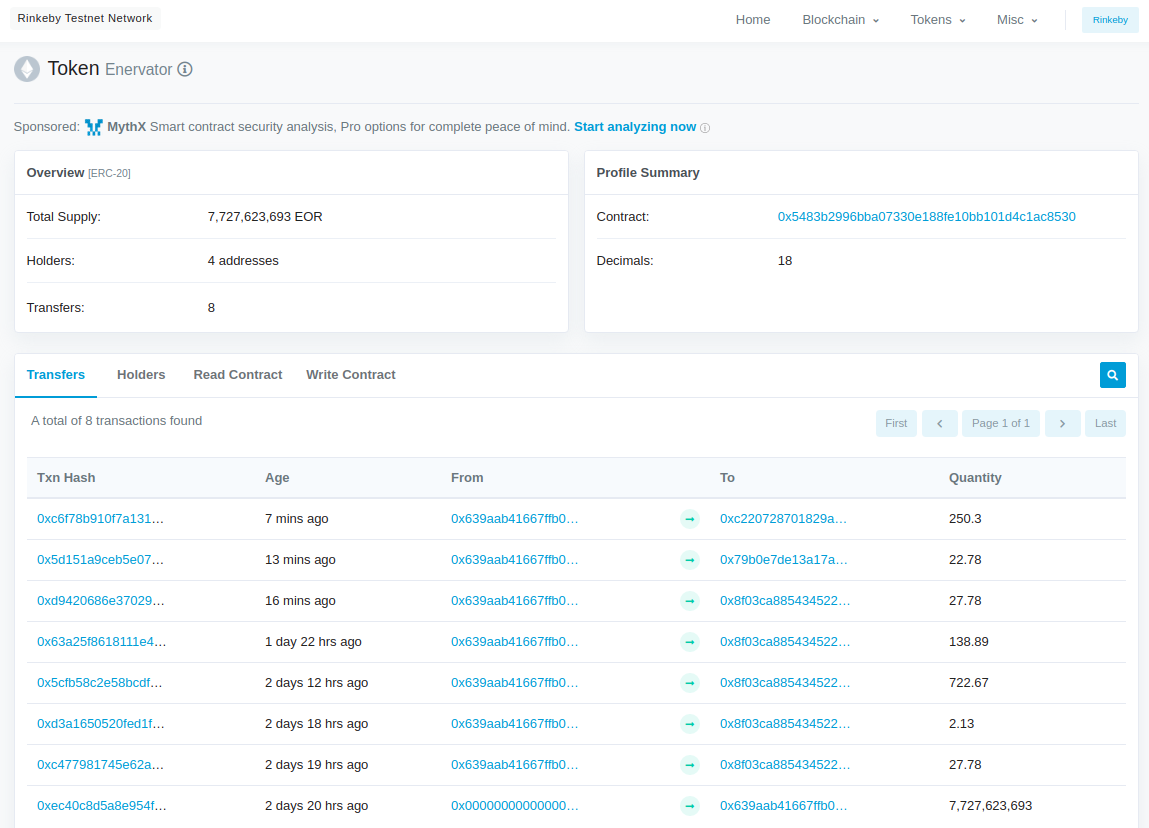 Rinkeby Testnet Network
Home Blockchain Tokens Misc Rinkeby
Token Enervator
Sponsored: MythX Smart contract security analysis, Pro options for complete peace of mind. Start analyzing now
Overview [ERC-20]
Total Supply: 7,727,623,693 EOR
Holders: 4 addresses
Transfers: 8
Profile Summary
Contract: 0x5483b2996bba07330e188fe10bb101d4c1ac8530
Decimals: 18
Transfers Holders Read Contract Write Contract
A total of 8 transactions found
First Page 1 of 1 Last
Txn Hash Age From To Quantity
0xc6f78b910f7a131... 7 mins ago 0x639aab41667ffb0... 0xc220728701829a... 250.3
0x5d151a9ceb5e07... 13 mins ago 0x639aab41667ffb0... 0x79b0e7de13a17a... 22.78
0xd9420686e37029... 16 mins ago 0x639aab41667ffb0... 0x8f03ca885434522... 27.78
0x63a25f8618111e4... 1 day 22 hrs ago 0x639aab41667ffb0... 0x8f03ca885434522... 138.89
0x5cfb58c2e58bcdf... 2 days 12 hrs ago 0x639aab41667ffb0... 0x8f03ca885434522... 722.67
0xd3a1650520fed1f... 2 days 18 hrs ago 0x639aab41667ffb0... 0x8f03ca885434522... 2.13
0xc477981745e62a... 2 days 19 hrs ago 0x639aab41667ffb0... 0x8f03ca885434522... 27.78
0xec40c8d5a8e954f... 2 days 20 hrs ago 0x00000000000000... 0x639aab41667ffb0... 7,727,623,693